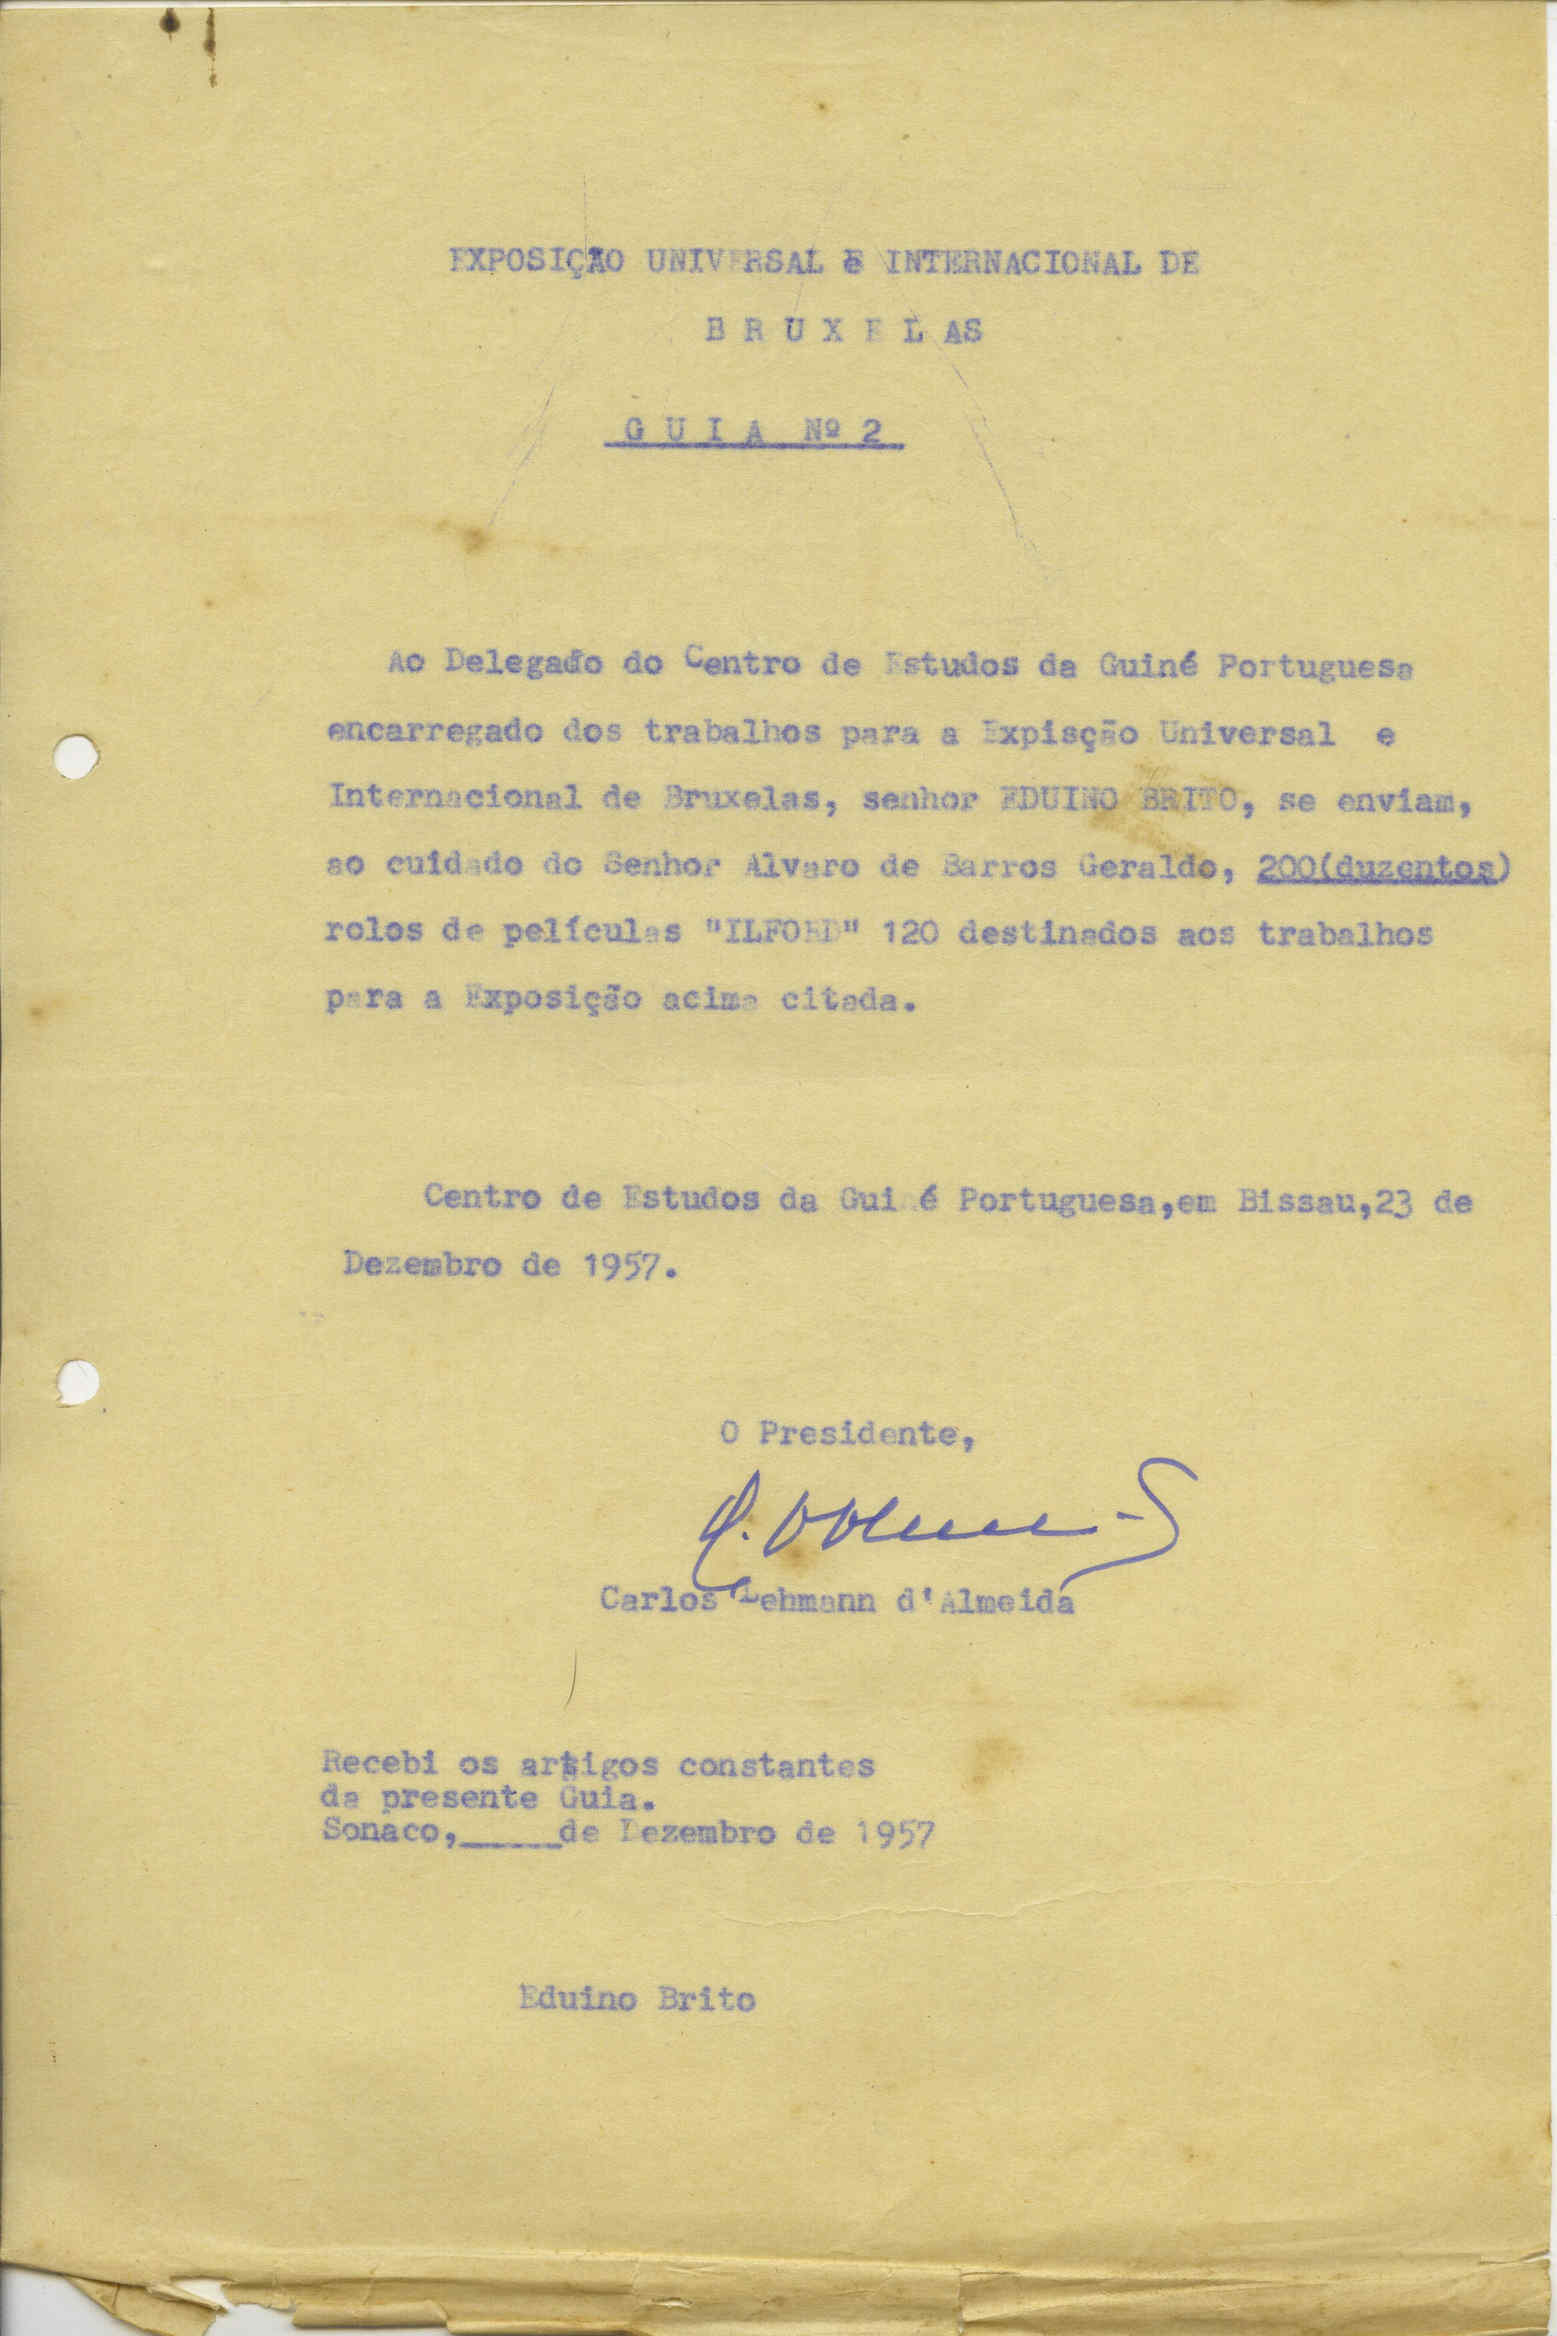 EXPOSIÇÃO UNIVERSAL E INTERNACIONAL DE
B R U X E L AS
G U I A Nº 2
Ao Delegado do Centro de Estudos da Guiné Portuguesa
encarregado dos trabalhos para a Expisção Universal e
Internacional de Bruxelas, senhor EDUINO BRITO, se enviam,
ao cuidado do Senhor Alvaro de Barros Geraldo, 200(duzentos)
rolos de películas "ILFORD" 120 destinados aos trabalhos
para a Exposição acima citada.
Centro de Estudos da Guiné Portuguesa,em Bissau,23 de
Dezembro de 1957.
O Presidente,
Carlos Lehmann d'Almeida
Recebi os artigos constantes
da presente Guia.
Sonaco,_____de Dezembro de 1957
Eduino Brito